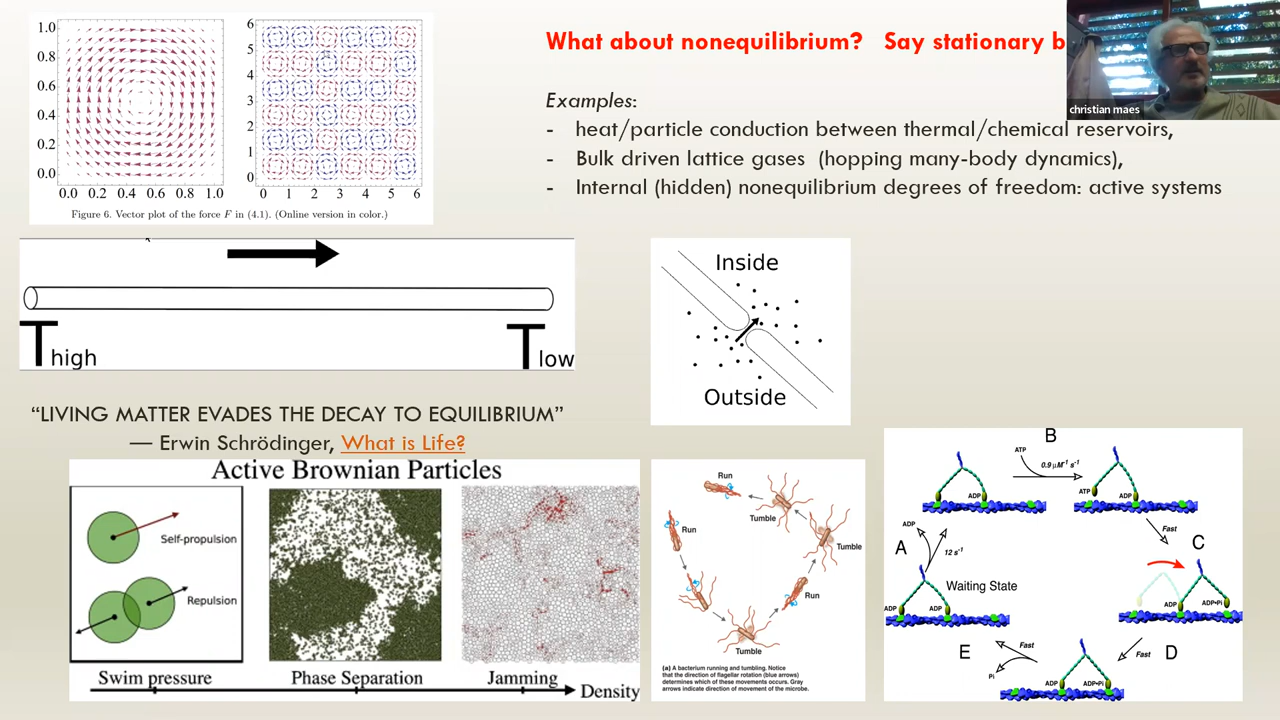 What about nonequilibrium? Say stationary b
christian maes
Examples:
- heat/particle conduction between thermal/chemical reservoirs,
- Bulk driven lattice gases (hopping many-body dynamics),
- Internal (hidden) nonequilibrium degrees of freedom: active systems
1.0
0.8
0.6
0.4
0.2
0.0
0.0 0.2 0.4 0.6 0.8 1.0
6
5
4
3
2
1
0
0 1 2 3 4 5 6
Figure 6. Vector plot of the force F in (4.1). (Online version in color.)
Thigh
Tlow
Inside
Outside
“LIVING MATTER EVADES THE DECAY TO EQUILIBRIUM”
— Erwin Schrödinger, What is Life?
Active Brownian Particles
Self-propulsion
Repulsion
Swim pressure
Phase Separation
Jamming
Density
Run
Tumble
Run
Tumble
Run
Tumble
(a) A bacterium running and tumbling. Notice
that the direction of flagellar rotation (blue arrows)
determines which of these movements occurs. Gray
arrows indicate direction of movement of the microbe.
B
ATP
0.9 μM⁻¹ s⁻¹
ADP
ATP
ADP
Fast
A
ADP
12 s⁻¹
C
Waiting State
ADP
ADP
ADP
ADP•Pi
E
Fast
Pi
Fast
D
ADP
ADP•Pi